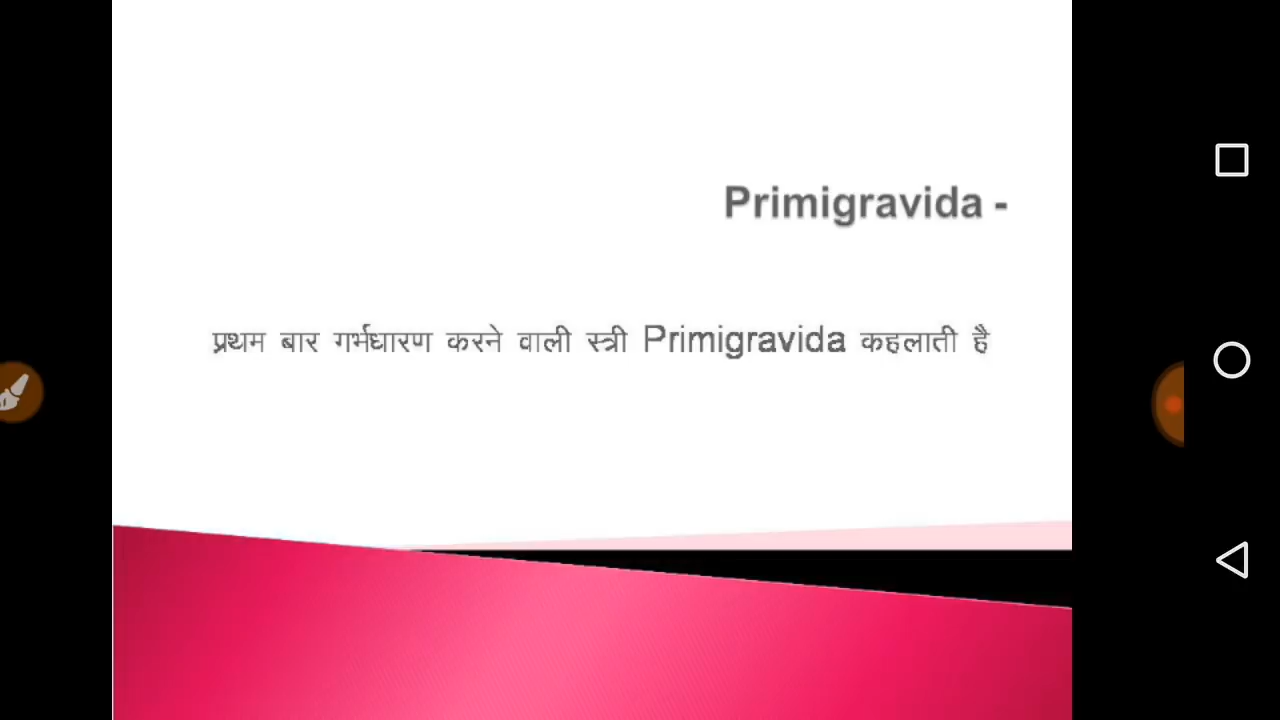 Primigravida -
प्रथम बार गर्भधारण करने वाली स्त्री Primigravida कहलाती है